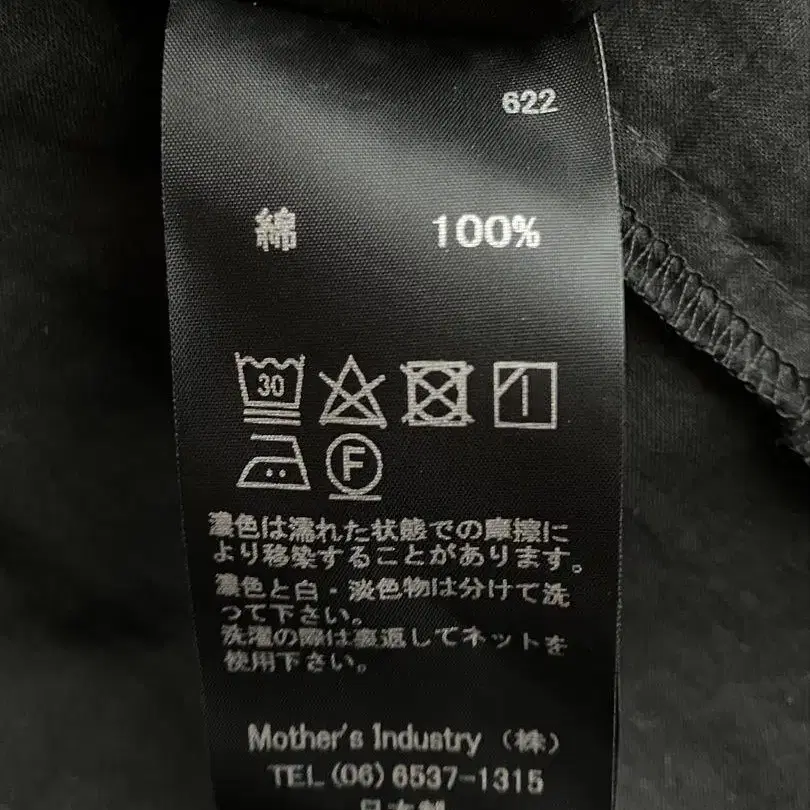 622
綿 100%
30
F
濃色は濡れた状態での摩擦に
より移染することがあります。
濃色と白・淡色物は分けて洗
って下さい。
洗濯の際は裏返してネットを
使用下さい。
Mother's Industry (株)
TEL(06)6537-1315
日本製